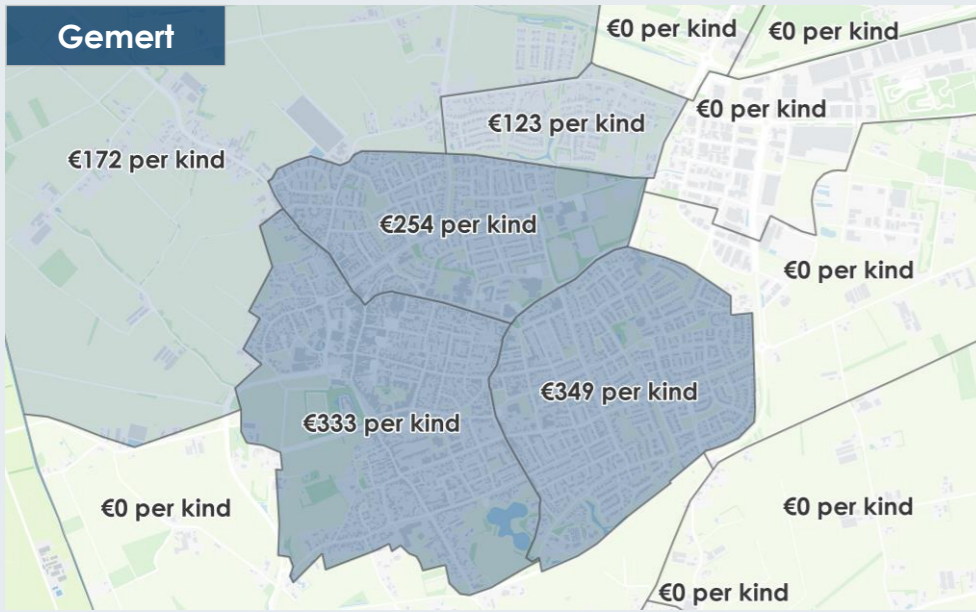 Gemert
€0 per kind
€0 per kind
€0 per kind
€123 per kind
€172 per kind
€254 per kind
€0 per kind
€349 per kind
€333 per kind
€0 per kind
€0 per kind
€0 per kind